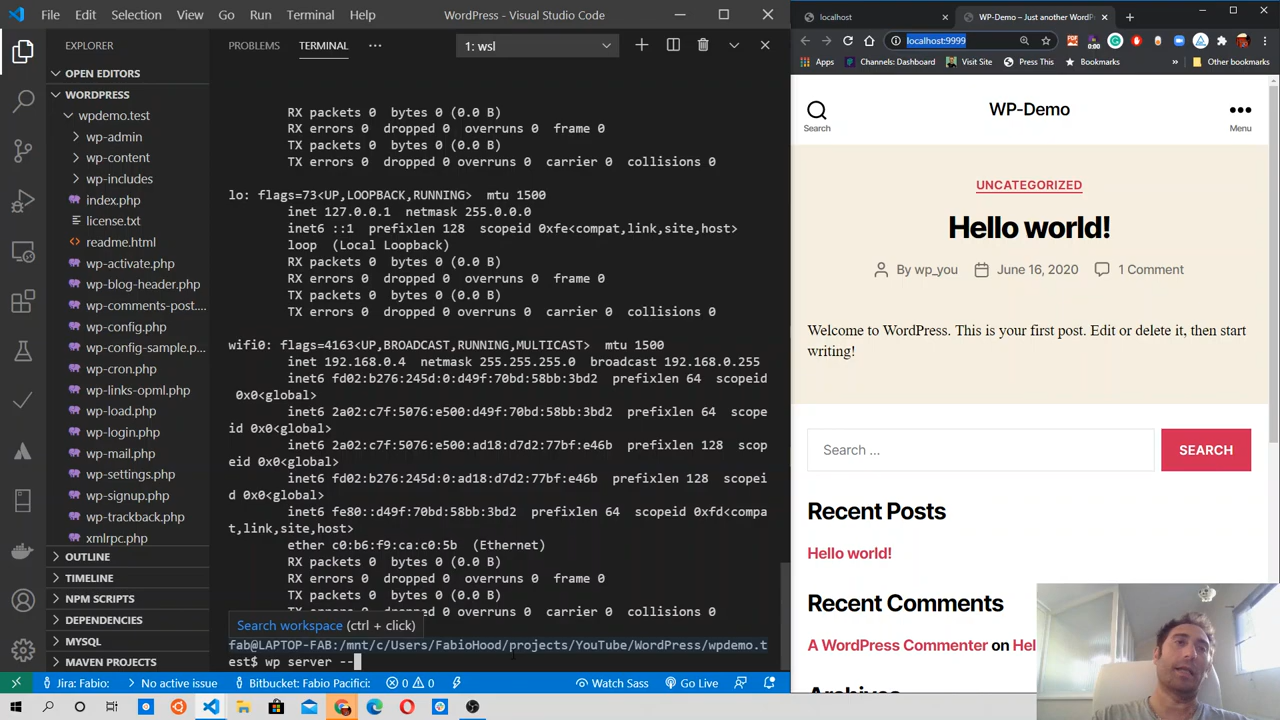 File Edit Selection View Go Run Terminal Help
WordPress – Visual Studio Code
EXPLORER
OPEN EDITORS
WORDPRESS
wpdemo.test
wp-admin
wp-content
wp-includes
index.php
license.txt
readme.html
wp-activate.php
wp-blog-header.php
wp-comments-post....
wp-config.php
wp-config-sample.p...
wp-cron.php
wp-links-opml.php
wp-load.php
wp-login.php
wp-mail.php
wp-settings.php
wp-signup.php
wp-trackback.php
xmlrpc.php
OUTLINE
TIMELINE
NPM SCRIPTS
DEPENDENCIES
MYSQL
MAVEN PROJECTS
PROBLEMS TERMINAL ... 1: wsl
RX packets 0 bytes 0 (0.0 B)
RX errors 0 dropped 0 overruns 0 frame 0
TX packets 0 bytes 0 (0.0 B)
TX errors 0 dropped 0 overruns 0 carrier 0 collisions 0
lo: flags=73<UP,LOOPBACK,RUNNING> mtu 1500
inet 127.0.0.1 netmask 255.0.0.0
inet6 ::1 prefixlen 128 scopeid 0xfe<compat,link,site,host>
loop (Local Loopback)
RX packets 0 bytes 0 (0.0 B)
RX errors 0 dropped 0 overruns 0 frame 0
TX packets 0 bytes 0 (0.0 B)
TX errors 0 dropped 0 overruns 0 carrier 0 collisions 0
wifi0: flags=4163<UP,BROADCAST,RUNNING,MULTICAST> mtu 1500
inet 192.168.0.4 netmask 255.255.255.0 broadcast 192.168.0.255
inet6 fd02:b276:245d:0:d49f:70bd:58bb:3bd2 prefixlen 64 scopeid
0x0<global>
inet6 2a02:c7f:5076:e500:d49f:70bd:58bb:3bd2 prefixlen 64 scope
id 0x0<global>
inet6 2a02:c7f:5076:e500:ad18:d7d2:77bf:e46b prefixlen 128 scop
eid 0x0<global>
inet6 fd02:b276:245d:0:ad18:d7d2:77bf:e46b prefixlen 128 scopei
d 0x0<global>
inet6 fe80::d49f:70bd:58bb:3bd2 prefixlen 64 scopeid 0xfd<compa
t,link,site,host>
ether c0:b6:f9:ca:c0:5b (Ethernet)
RX packets 0 bytes 0 (0.0 B)
RX errors 0 dropped 0 overruns 0 frame 0
TX packets 0 bytes 0 (0.0 B)
TX errors 0 dropped 0 overruns 0 carrier 0 collisions 0
Search workspace (ctrl + click)
fab@LAPTOP-FAB:/mnt/c/Users/FabioHood/projects/YouTube/WordPress/wpdemo.t
est$ wp server --
Jira Fabio: No active issue Bitbucket: Fabio Pacifici: 0 0 Watch Sass Go Live
localhost
WP-Demo – Just another WordP
localhost:9999
Apps Channels: Dashboard Visit Site Press This Bookmarks » Other bookmarks
Search
WP-Demo
Menu
UNCATEGORIZED
Hello world!
By wp_you June 16, 2020 1 Comment
Welcome to WordPress. This is your first post. Edit or delete it, then start
writing!
Search ... SEARCH
Recent Posts
Hello world!
Recent Comments
A WordPress Commenter on Hel